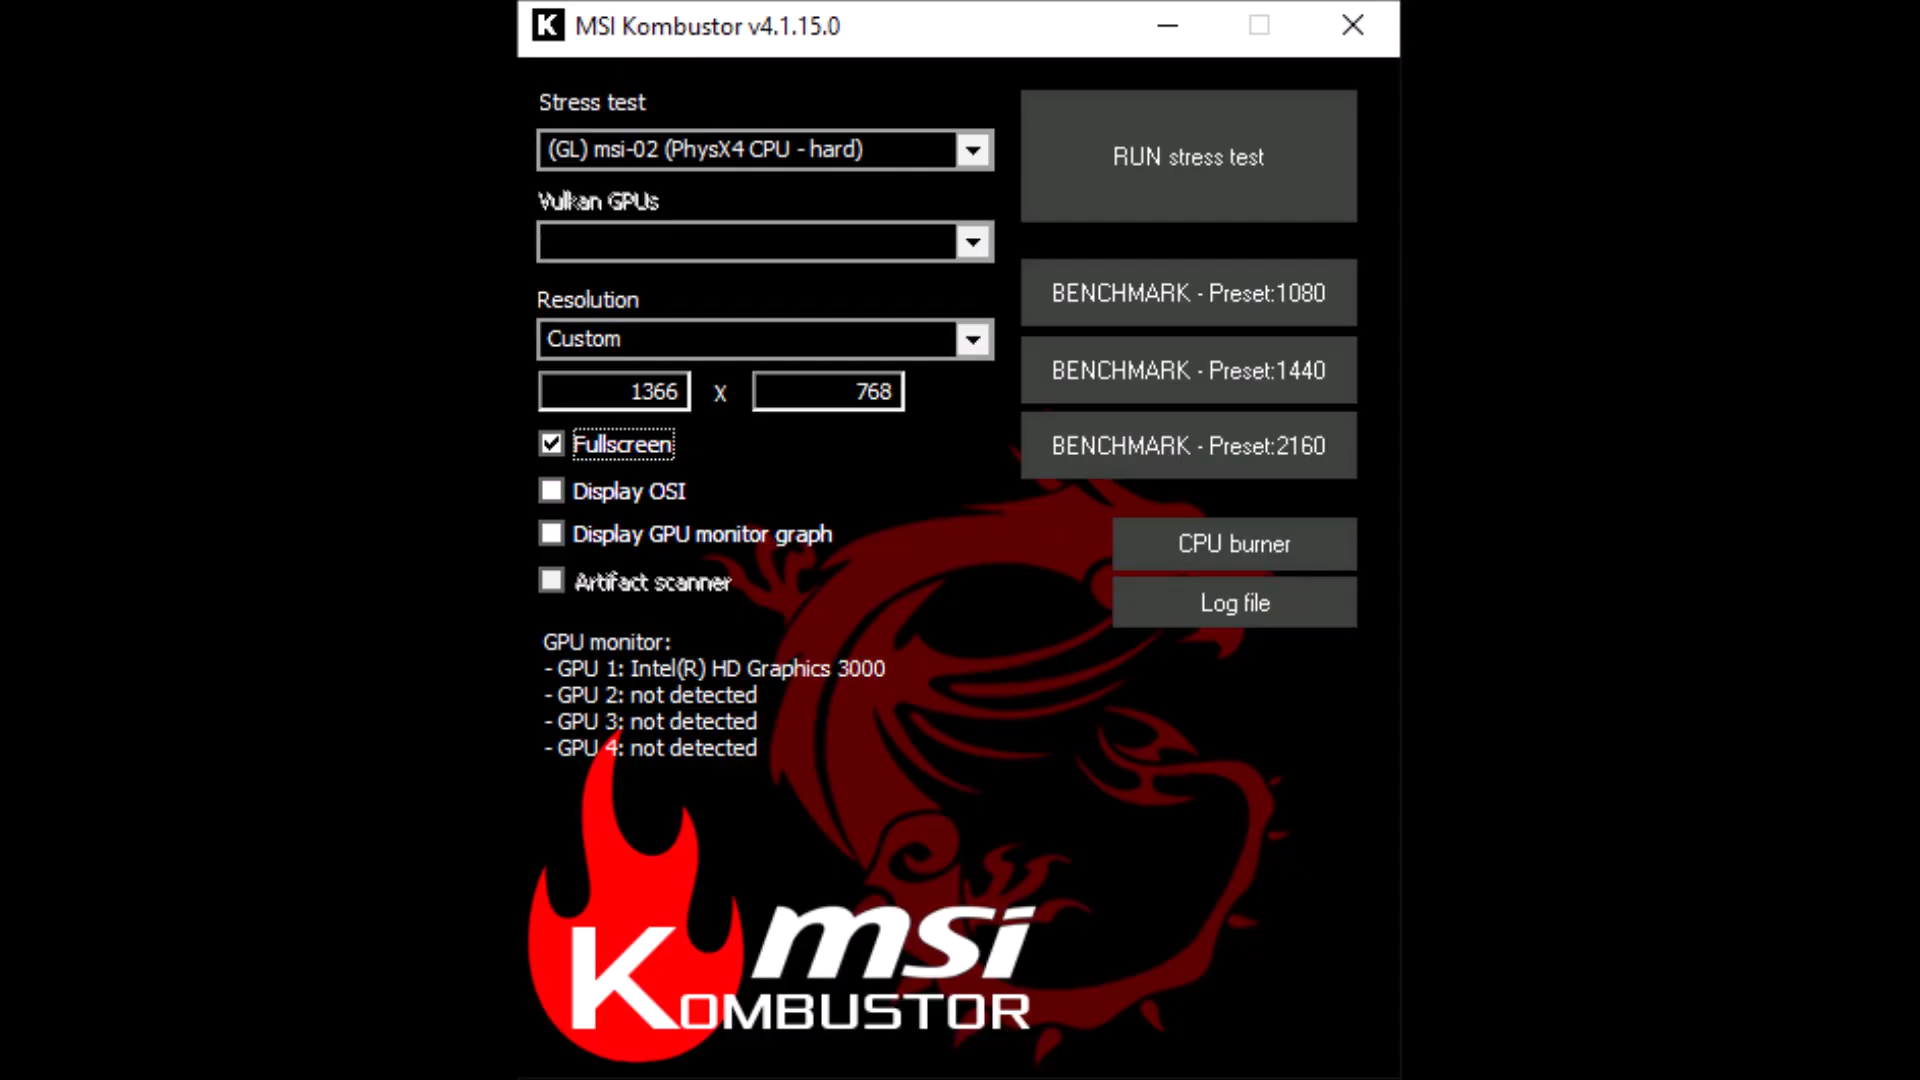 K MSI Kombustor v4.1.15.0
Stress test
(GL) msi-02 (PhysX4 CPU - hard)
Vulkan GPUs
Resolution
Custom
1366 X 768
Fullscreen
Display OSI
Display GPU monitor graph
Artifact scanner
GPU monitor:
- GPU 1: Intel(R) HD Graphics 3000
- GPU 2: not detected
- GPU 3: not detected
- GPU 4: not detected
RUN stress test
BENCHMARK - Preset:1080
BENCHMARK - Preset:1440
BENCHMARK - Preset:2160
CPU burner
Log file
msi
KOMBUSTOR